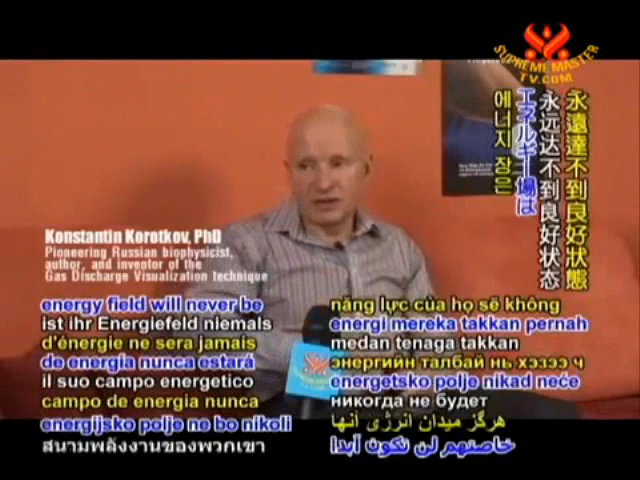 SUPREME MASTER
TV.COM
永遠達不到良好狀態
永远达不到良好状态
エネルギー場は
에너지 장은
Konstantin Korotkov, PhD
Pioneering Russian biophysicist,
author, and inventor of the
Gas Discharge Visualization technique
energy field will never be
ist ihr Energiefeld niemals
d'énergie ne sera jamais
de energia nunca estará
il suo campo energetico
campo de energia nunca
energijsko polje ne bo nikoli
สนามพลังงานของพวกเขา
năng lực của họ sẽ không
energi mereka takkan pernah
medan tenaga takkan
энергийн талбай нь хэзээ ч
energetsko polje nikad neće
никогда не будет
هرگز میدان انرژی آنها
خاصتهم لن تكون أبدا